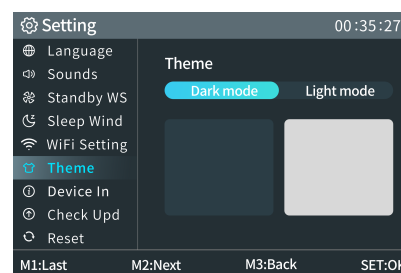 Setting 00:35:27
Language
Sounds
Standby WS
Sleep Wind
WiFi Setting
Theme
Device In
Check Upd
Reset
Theme
Dark mode Light mode
M1:Last M2:Next M3:Back SET:O